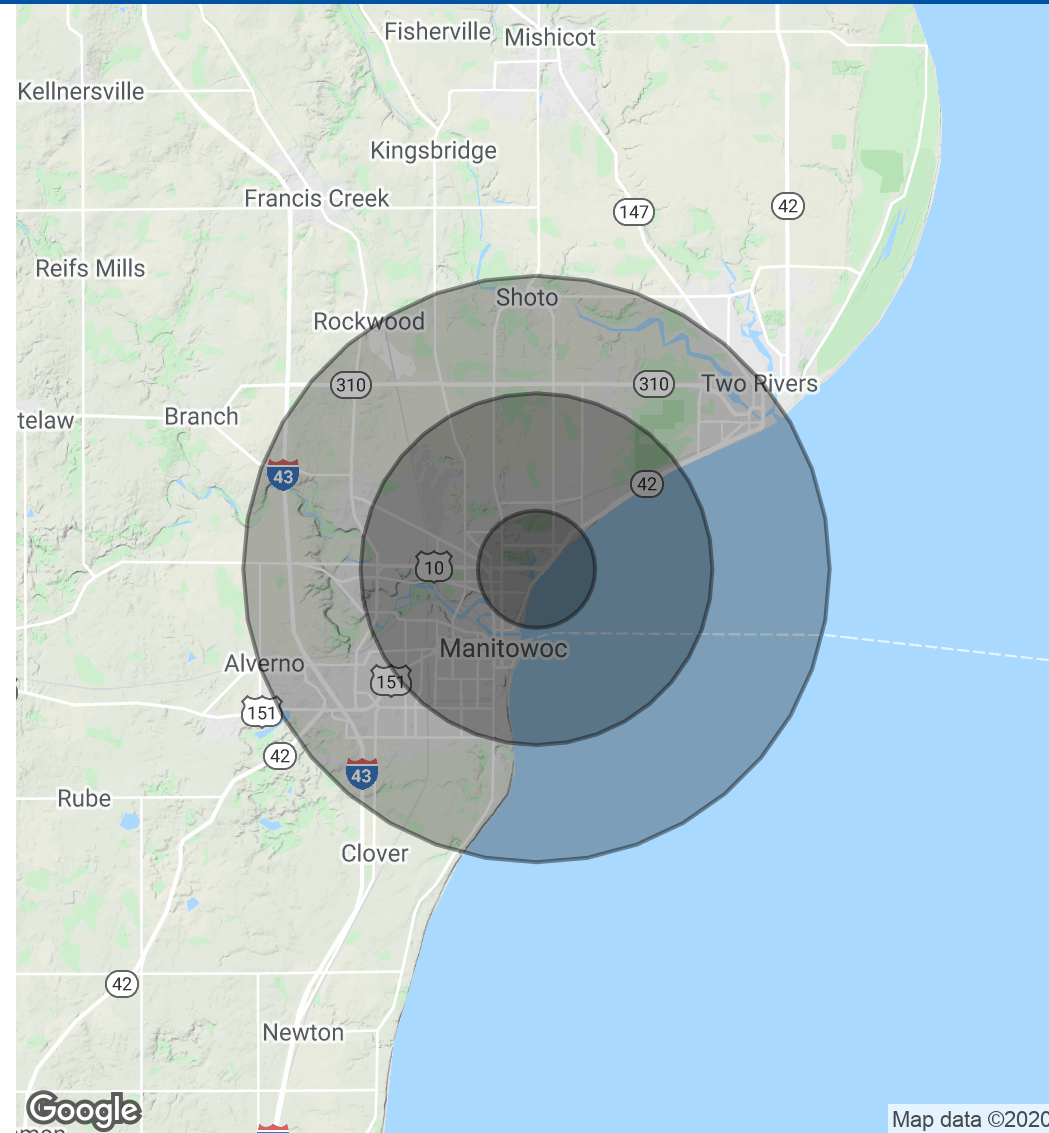 Fisherville
Mishicot
Kellnersville
Kingsbridge
Francis Creek
147
42
Reifs Mills
Shoto
Rockwood
310
310
Two Rivers
telaw
Branch
43
42
10
Manitowoc
Alverno
151
151
42
43
Rube
Clover
42
Newton
Google
Map data ©2020